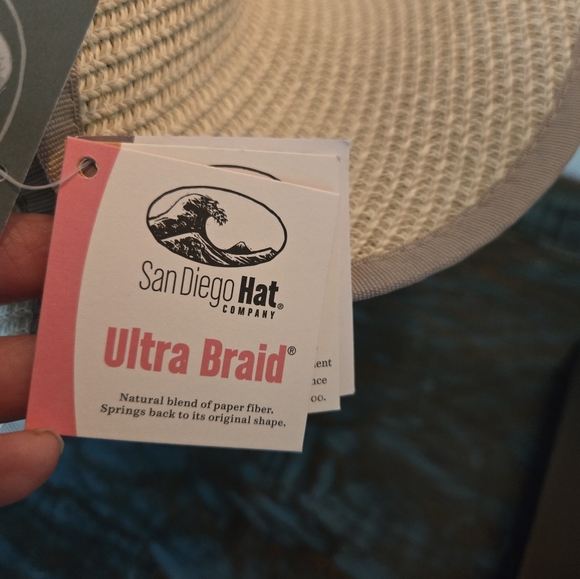 San Diego Hat®
COMPANY
Ultra Braid®
Natural blend of paper fiber.
Springs back to its original shape.